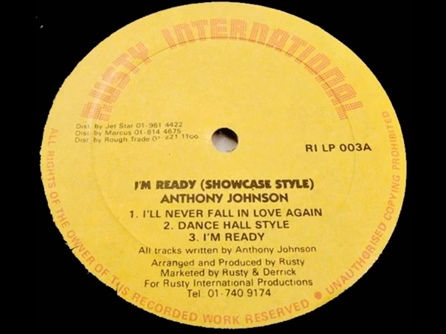 RUSTY INTERNATIONAL
Dist. by Jet Star 01-961 4422
Dist. by Marcus 01-814 4675
Dist. by Rough Trade 221 1100
RI LP 003A
I'M READY (SHOWCASE STYLE)
ANTHONY JOHNSON
1. I'LL NEVER FALL IN LOVE AGAIN
2. DANCE HALL STYLE
3. I'M READY
All tracks written by Anthony Johnson
Arranged and Produced by Rusty
Marketed by Rusty & Derrick
For Rusty International Productions
Tel: 01-740 9174
ALL RIGHTS OF THE OWNER OF THIS RECORDED WORK RESERVED • UNAUTHORISED COPYING PROHIBITED